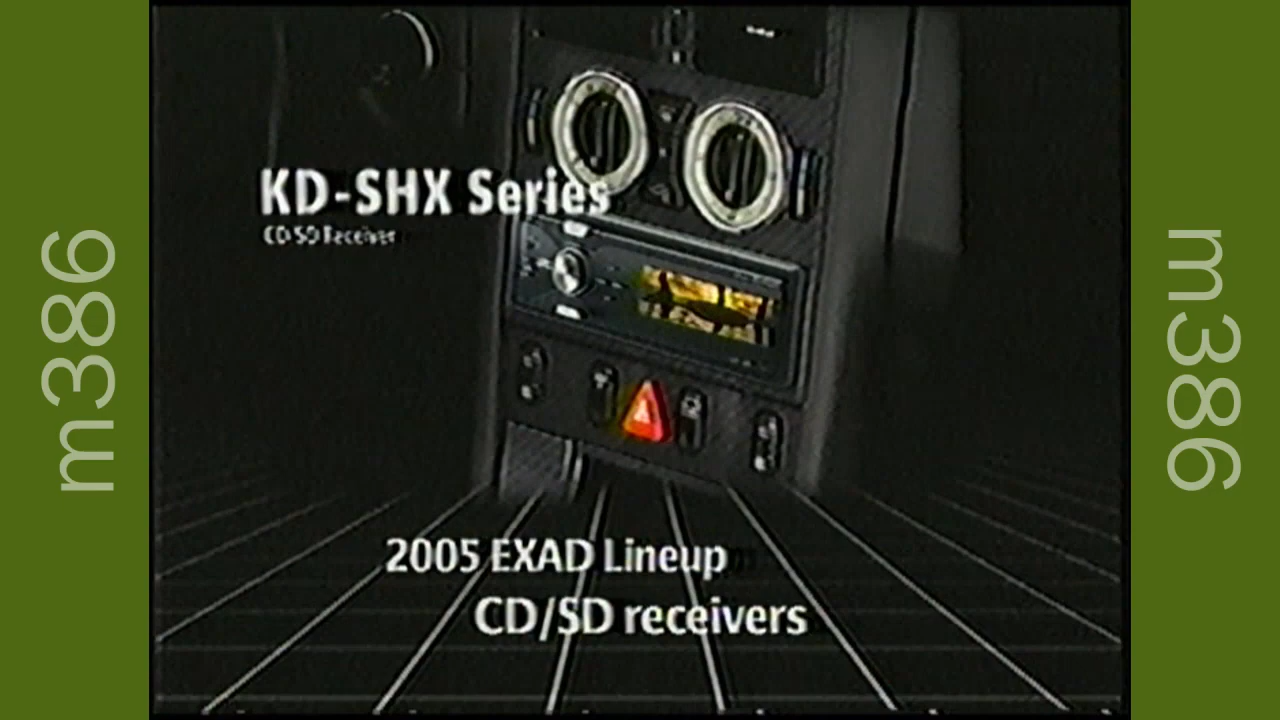 m386
KD-SHX Series
CD/SD Receiver
2005 EXAD Lineup
CD/SD receivers
m386